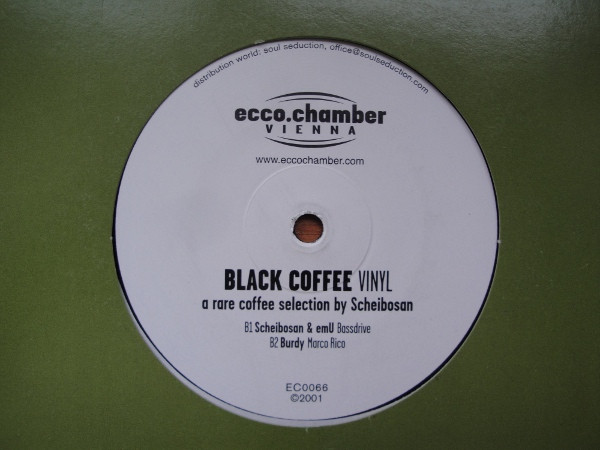 distribution world: soul seduction, office@soulseduction.com
ecco.chamber
VIENNA
www.eccochamber.com
BLACK COFFEE VINYL
a rare coffee selection by Scheibosan
B1 Scheibosan & emU Bassdrive
B2 Burdy Marco Rico
EC0066
©2001